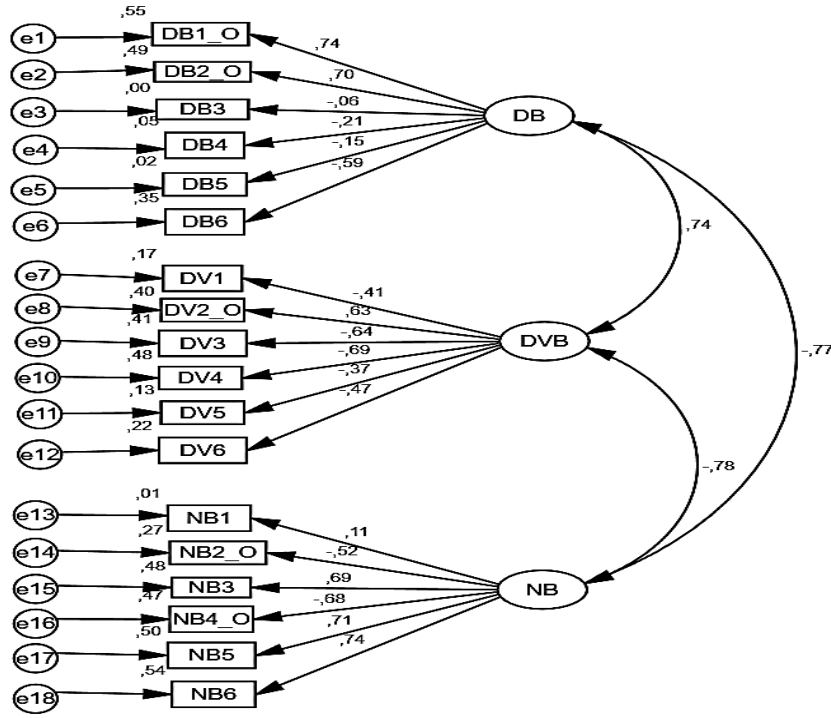 ,55
e1 DB1_O ,74
,49
e2 DB2_O ,70
,00
e3 DB3 -,06 DB
,05
e4 DB4 -,21
,02
e5 DB5 -,15
,35
e6 DB6 -,59
,74
,17
e7 DV1 -,41
,40
e8 DV2_O ,63
,41
e9 DV3 -,64 DVB -,77
,48
e10 DV4 -,69
,13
e11 DV5 -,37
,22
e12 DV6 -,47
-,78
,01
e13 NB1 ,11
,27
e14 NB2_O -,52
,48
e15 NB3 ,69 NB
,47
e16 NB4_O -,68
,50
e17 NB5 ,71
,54
e18 NB6 ,74